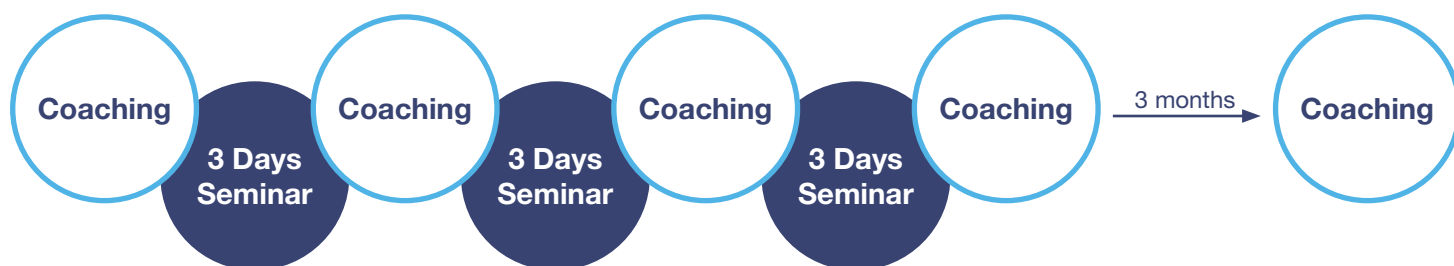 Coaching
3 Days
Seminar
Coaching
3 Days
Seminar
Coaching
3 Days
Seminar
Coaching
3 months
Coaching